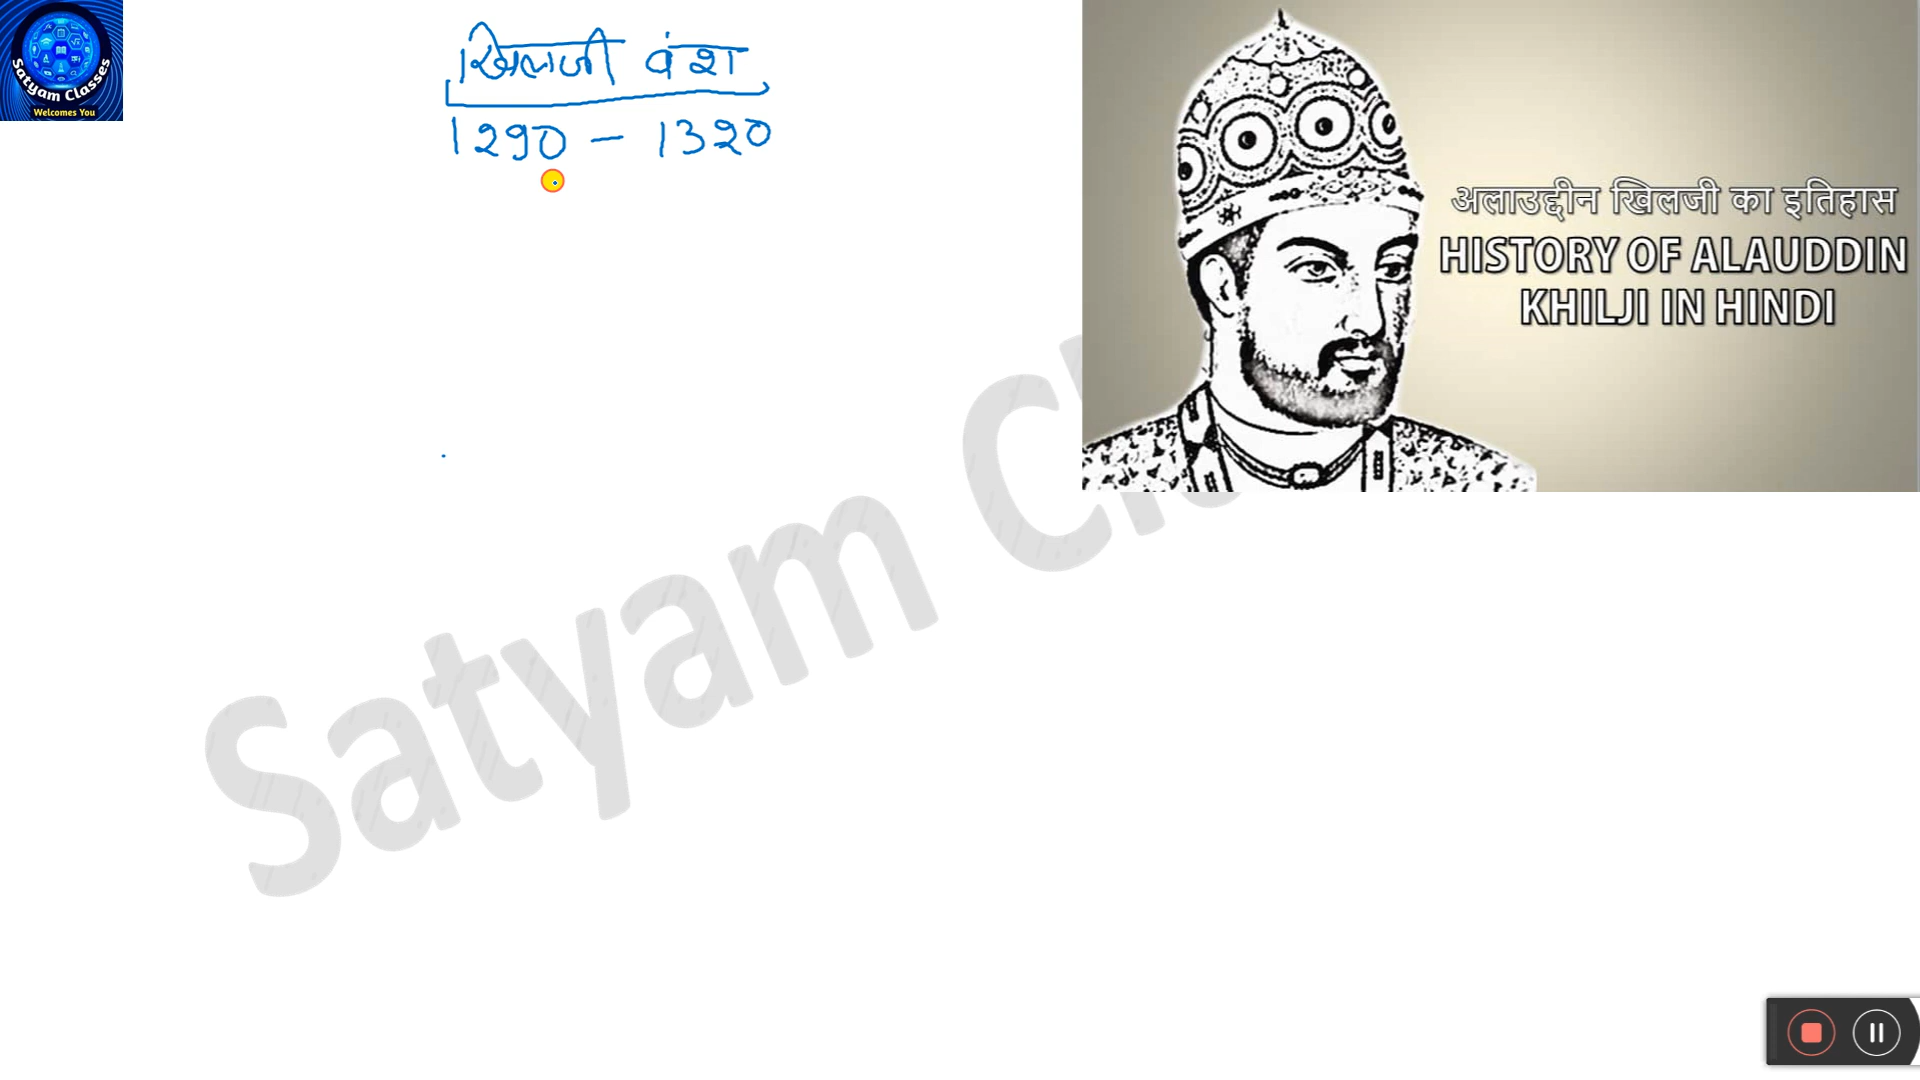 Satyam Classes
Welcomes You
खिलजी वंश
1290 - 1320
अलाउद्दीन खिलजी का इतिहास
HISTORY OF ALAUDDIN
KHILJI IN HINDI
Satyam Cl